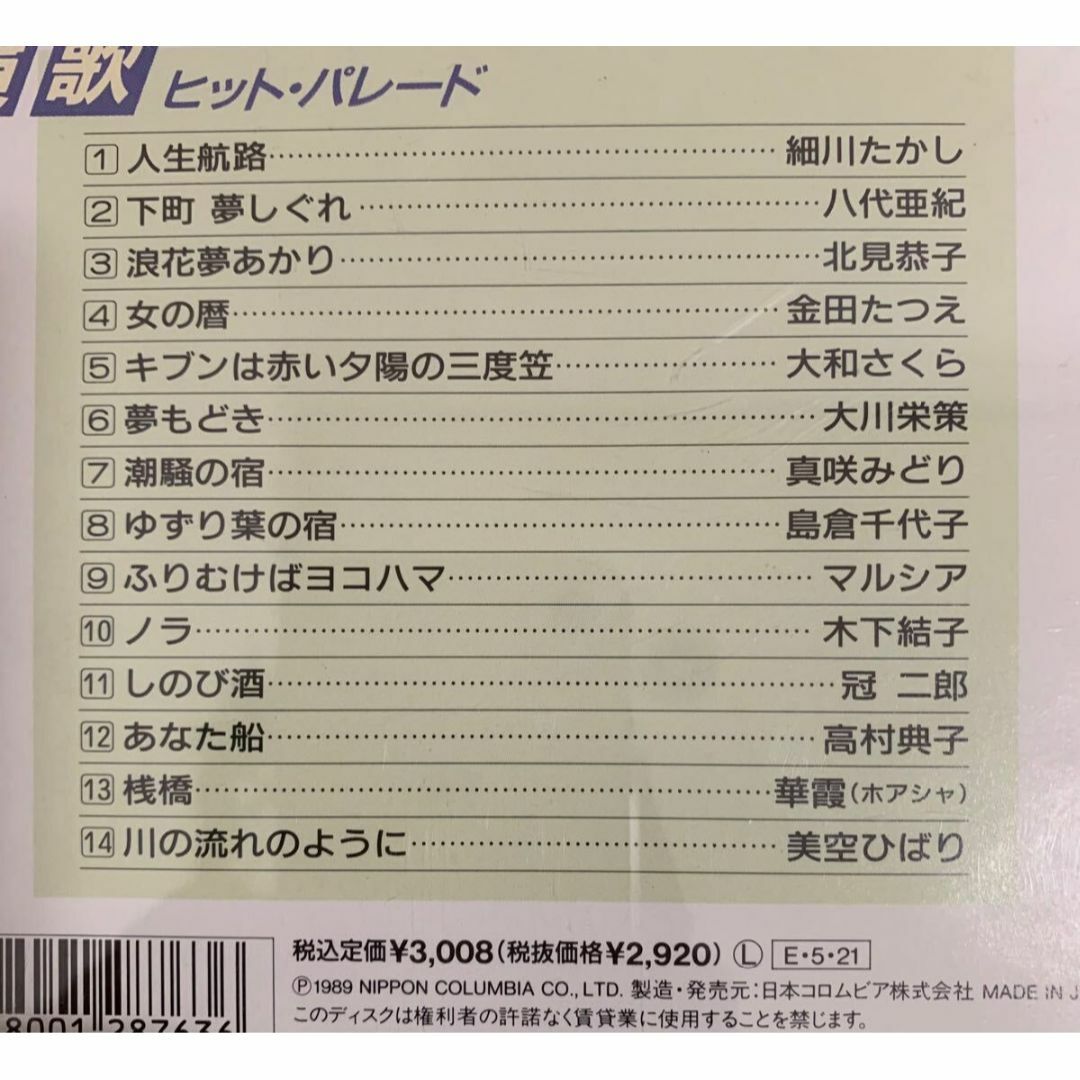 歌 ヒット・パレード
1 人生航路 細川たかし
2 下町 夢しぐれ 八代亜紀
3 浪花夢あかり 北見恭子
4 女の暦 金田たつえ
5 キブンは赤い夕陽の三度笠 大和さくら
6 夢もどき 大川栄策
7 潮騒の宿 真咲みどり
8 ゆずり葉の宿 島倉千代子
9 ふりむけばヨコハマ マルシア
10 ノラ 木下結子
11 しのび酒 冠 二郎
12 あなた船 高村典子
13 桟橋 華霞(ホアシャ)
14 川の流れのように 美空ひばり
税込定価¥3,008(税抜価格¥2,920) Ⓛ E・5・21
Ⓟ1989 NIPPON COLUMBIA CO., LTD. 製造・発売元:日本コロムビア株式会社 MADE IN
このディスクは権利者の許諾なく賃貸業に使用することを禁じます。
8001 287636